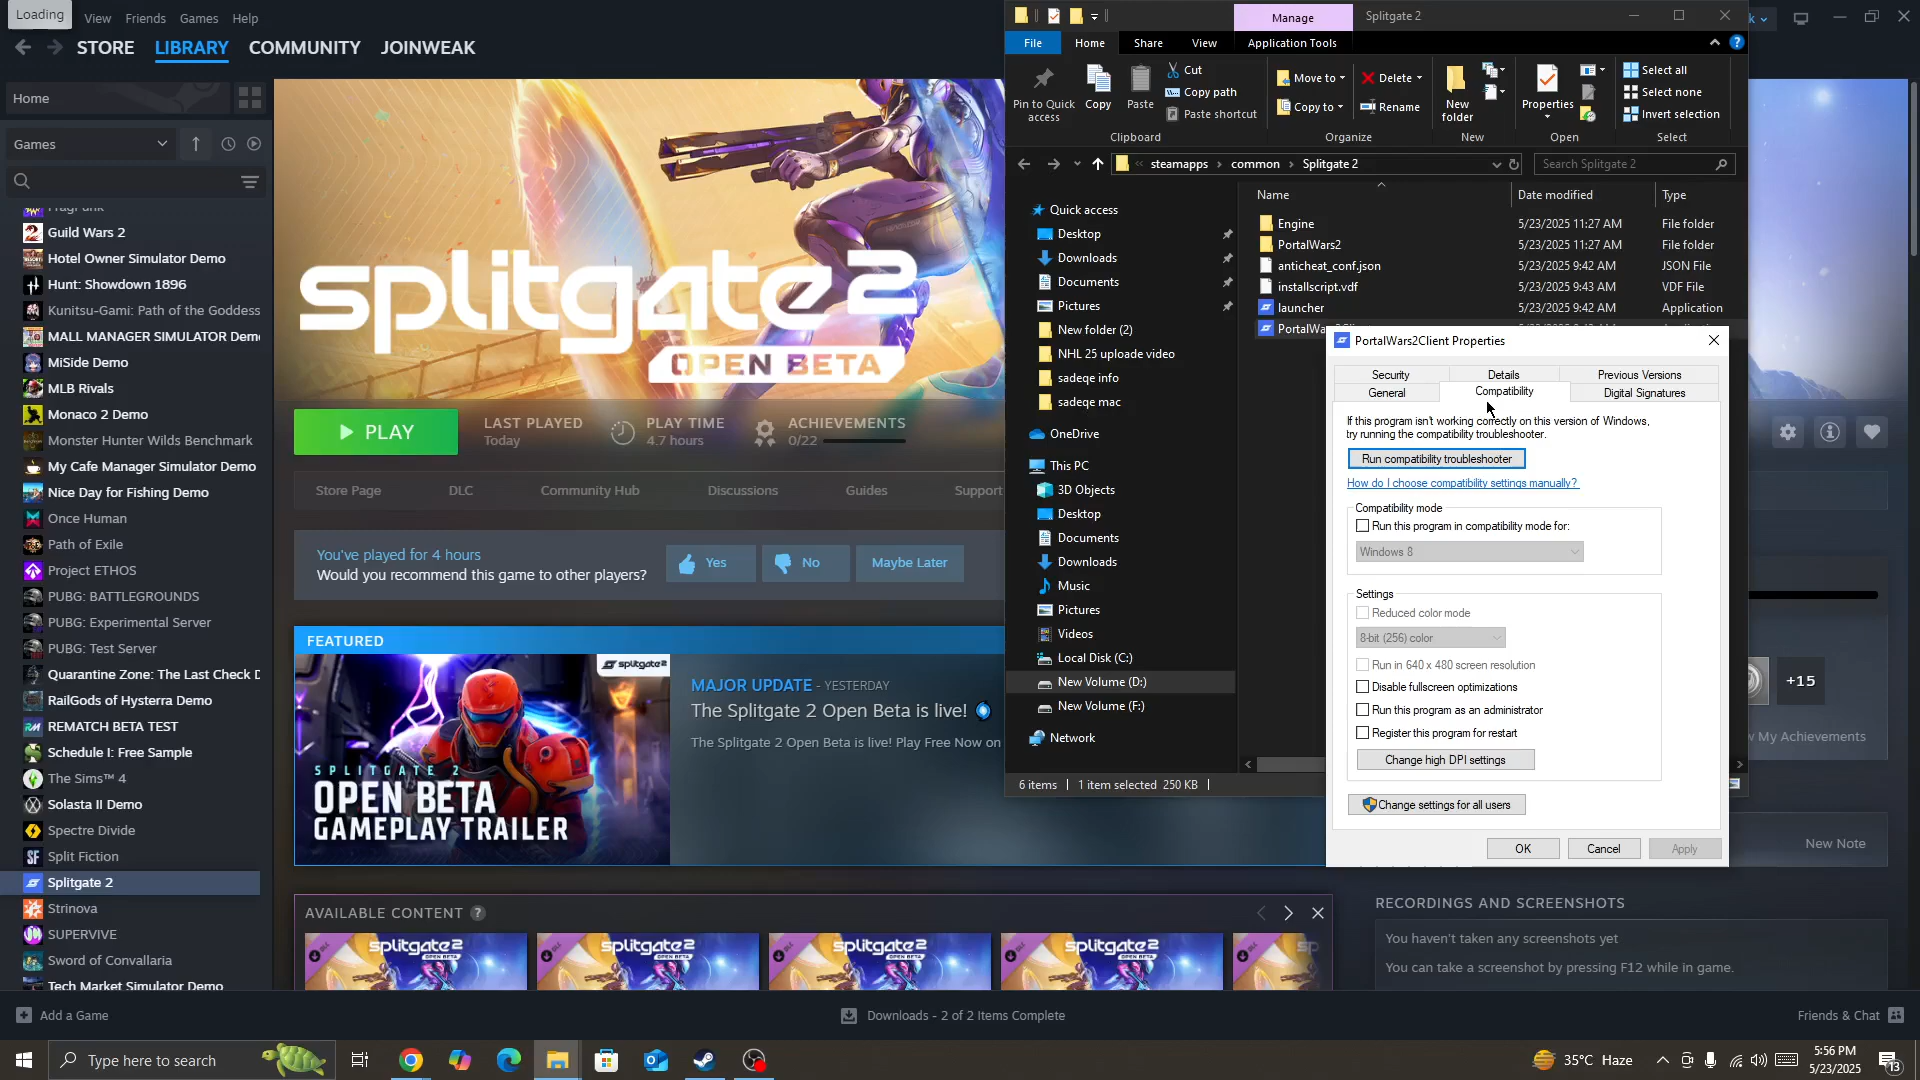 Loading
View
Friends
Games
Help
STORE
LIBRARY
COMMUNITY
JOINWEAK
Home
Games
Guild Wars 2
Hotel Owner Simulator Demo
Hunt: Showdown 1896
Kunitsu-Gami: Path of the Goddess
MALL MANAGER SIMULATOR Dem
MiSide Demo
MLB Rivals
Monaco 2 Demo
Monster Hunter Wilds Benchmark
My Cafe Manager Simulator Demo
Nice Day for Fishing Demo
Once Human
Path of Exile
Project ETHOS
PUBG: BATTLEGROUNDS
PUBG: Experimental Server
PUBG: Test Server
Quarantine Zone: The Last Check D
RailGods of Hysterra Demo
REMATCH BETA TEST
Schedule I: Free Sample
The Sims™ 4
Solasta II Demo
Spectre Divide
Split Fiction
Splitgate 2
Strinova
SUPERVIVE
Sword of Convallaria
Tech Market Simulator Demo
Add a Game
splitgate2
OPEN BETA
PLAY
LAST PLAYED
Today
PLAY TIME
4.7 hours
ACHIEVEMENTS
0/22
Store Page
DLC
Community Hub
Discussions
Guides
Support
You've played for 4 hours
Would you recommend this game to other players?
Yes
No
Maybe Later
FEATURED
splitgate2
SPLITGATE 2
OPEN BETA
GAMEPLAY TRAILER
MAJOR UPDATE - YESTERDAY
The Splitgate 2 Open Beta is live!
The Splitgate 2 Open Beta is live! Play Free Now on
AVAILABLE CONTENT ?
splitgate2
OPEN BETA
splitgate2
OPEN BETA
splitgate2
OPEN BETA
splitgate2
OPEN BETA
sp
Downloads - 2 of 2 Items Complete
Manage
Splitgate 2
File
Home
Share
View
Application Tools
Pin to Quick access
Copy
Paste
Cut
Copy path
Paste shortcut
Clipboard
Move to
Copy to
Delete
Rename
Organize
New folder
New
Properties
Open
Select all
Select none
Invert selection
Select
steamapps
common
Splitgate 2
Search Splitgate 2
Quick access
Desktop
Downloads
Documents
Pictures
New folder (2)
NHL 25 uploade video
sadeqe info
sadeqe mac
OneDrive
This PC
3D Objects
Desktop
Documents
Downloads
Music
Pictures
Videos
Local Disk (C:)
New Volume (D:)
New Volume (F:)
Network
Name
Date modified
Type
Engine
5/23/2025 11:27 AM
File folder
PortalWars2
5/23/2025 11:27 AM
File folder
anticheat_conf.json
5/23/2025 9:42 AM
JSON File
installscript.vdf
5/23/2025 9:43 AM
VDF File
launcher
5/23/2025 9:42 AM
Application
PortalWa
6 items
1 item selected 250 KB
PortalWars2Client Properties
Security
Details
Previous Versions
General
Compatibility
Digital Signatures
If this program isn't working correctly on this version of Windows,
try running the compatibility troubleshooter.
Run compatibility troubleshooter
How do I choose compatibility settings manually?
Compatibility mode
Run this program in compatibility mode for:
Windows 8
Settings
Reduced color mode
8-bit (256) color
Run in 640 x 480 screen resolution
Disable fullscreen optimizations
Run this program as an administrator
Register this program for restart
Change high DPI settings
Change settings for all users
OK
Cancel
Apply
+15
My Achievements
New Note
RECORDINGS AND SCREENSHOTS
You haven't taken any screenshots yet
You can take a screenshot by pressing F12 while in game.
Friends & Chat
Type here to search
35°C Haze
5:56 PM
5/23/2025
13